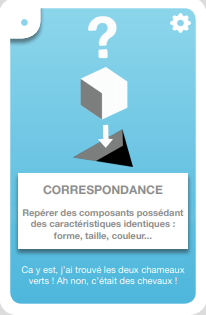 ?
CORRESPONDANCE
Repérer des composants possédant
des caractéristiques identiques :
forme, taille, couleur...
Ca y est, j'ai trouvé les deux chameaux
verts ! Ah non, c'était des chevaux !